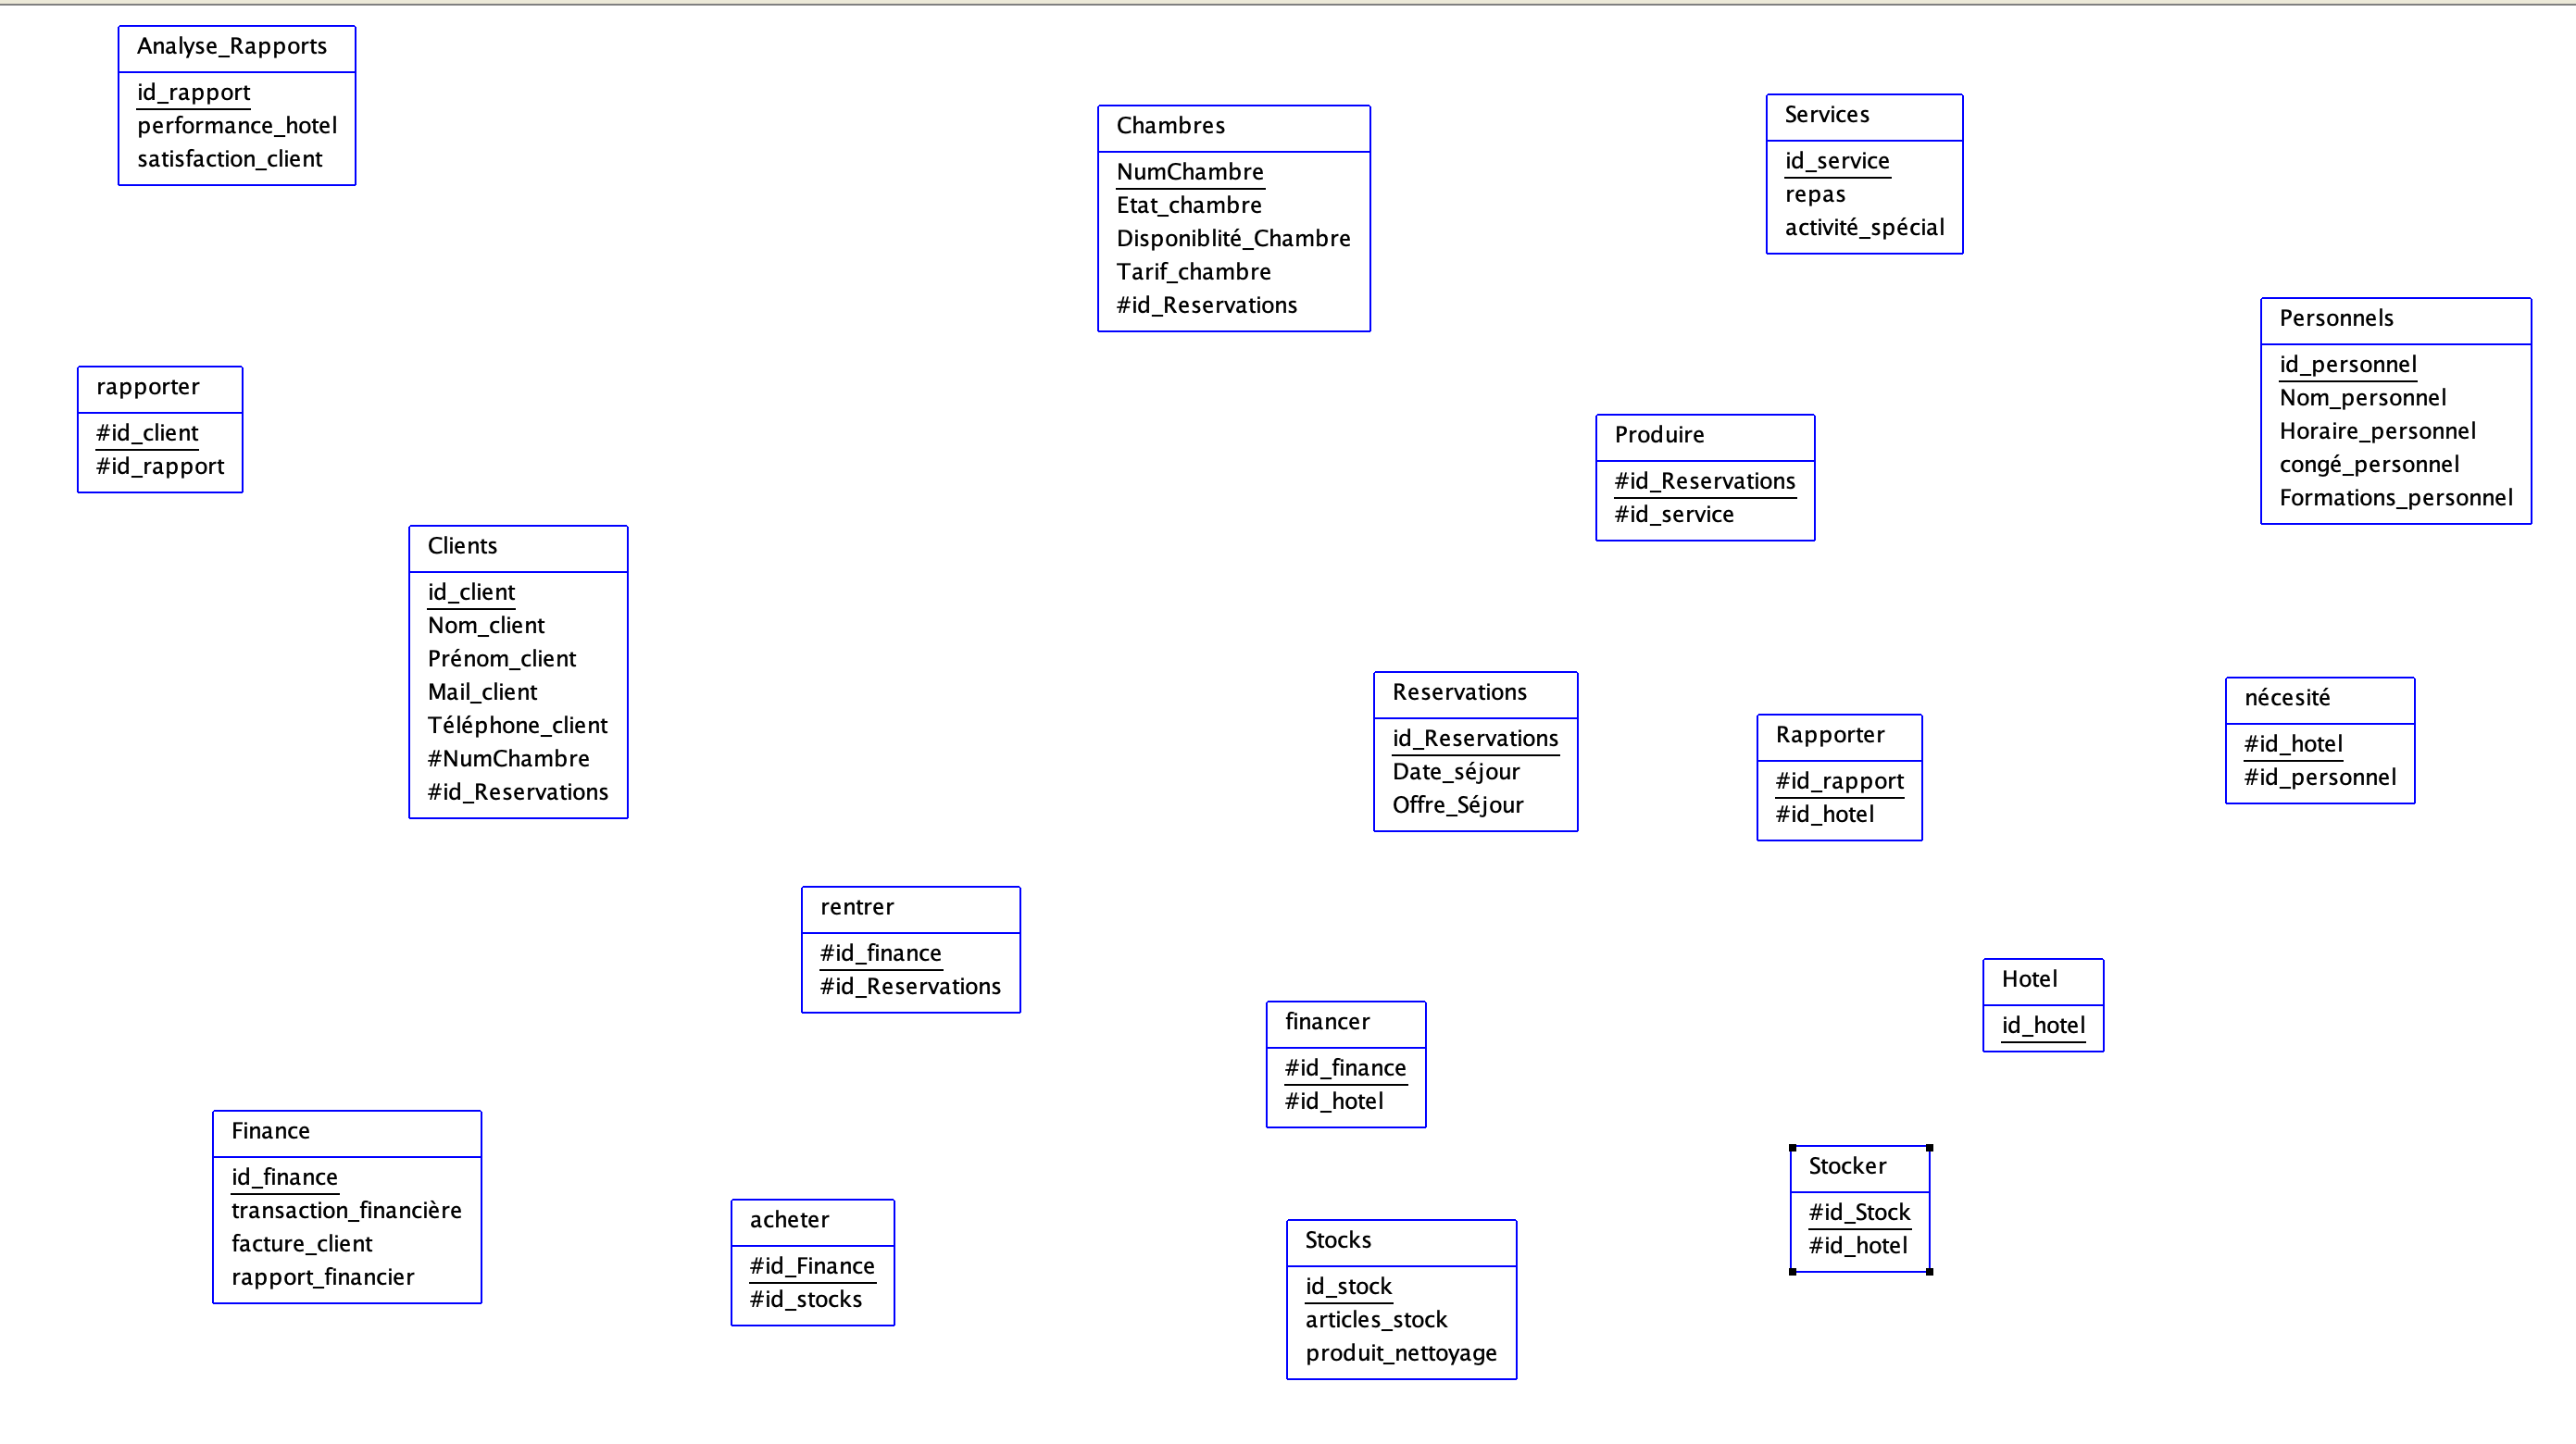 Analyse_Rapports
id_rapport
performance_hotel
satisfaction_client
Chambres
NumChambre
Etat_chambre
Disponiblité_Chambre
Tarif_chambre
#id_Reservations
Services
id_service
repas
activité_spécial
Personnels
id_personnel
Nom_personnel
Horaire_personnel
congé_personnel
Formations_personnel
rapporter
#id_client
#id_rapport
Produire
#id_Reservations
#id_service
Clients
id_client
Nom_client
Prénom_client
Mail_client
Téléphone_client
#NumChambre
#id_Reservations
Reservations
id_Reservations
Date_séjour
Offre_Séjour
Rapporter
#id_rapport
#id_hotel
nécesité
#id_hotel
#id_personnel
rentrer
#id_finance
#id_Reservations
financer
#id_finance
#id_hotel
Hotel
id_hotel
Finance
id_finance
transaction_financière
facture_client
rapport_financier
acheter
#id_Finance
#id_stocks
Stocks
id_stock
articles_stock
produit_nettoyage
Stocker
#id_Stock
#id_hotel